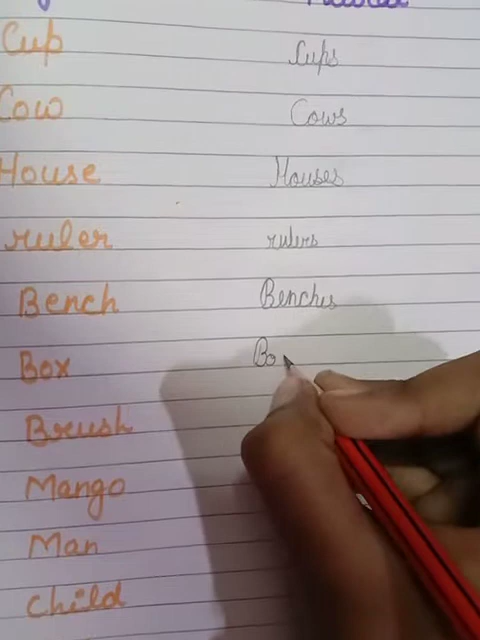 Cup Cups
Cow Cows
House Houses
ruler rulers
Bench Benches
Box Bo
Brush
Mango
Man
Child